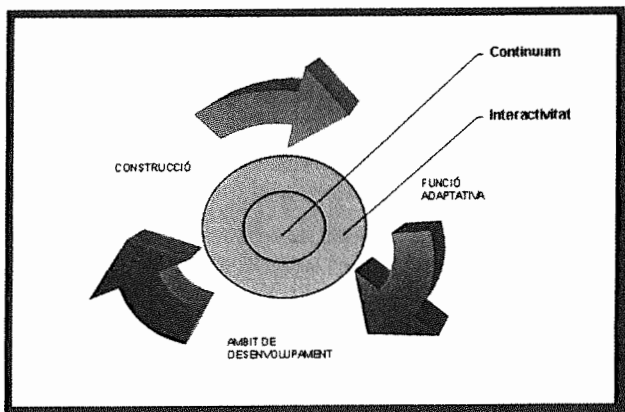 Continuum
Interactivitat
CONSTRUCCIÓ
FUNCIÓ
ADAPTATIVA
AMBIT DE
DESENVOLUPAMENT